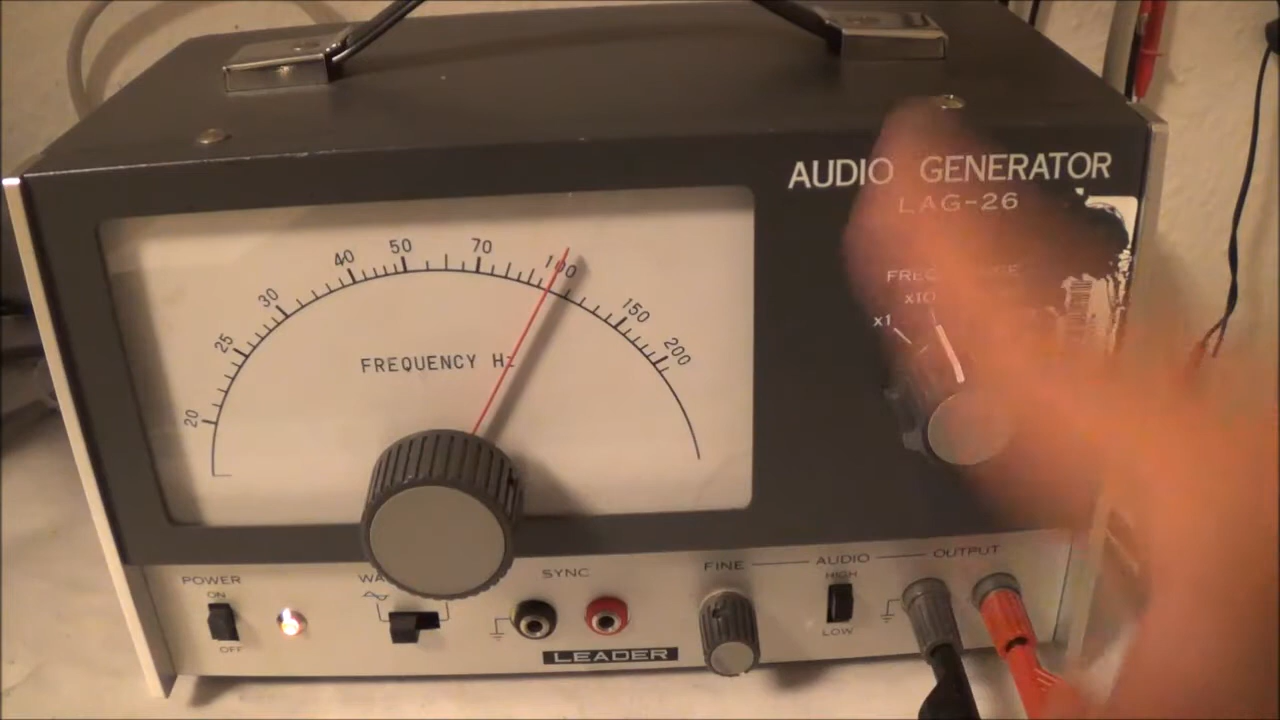 AUDIO GENERATOR
LAG-26
x10
x1
20
25
30
40
50
70
100
150
200
FREQUENCY Hz
POWER
ON
OFF
SYNC
LEADER
FINE
AUDIO
OUTPUT
HIGH
LOW